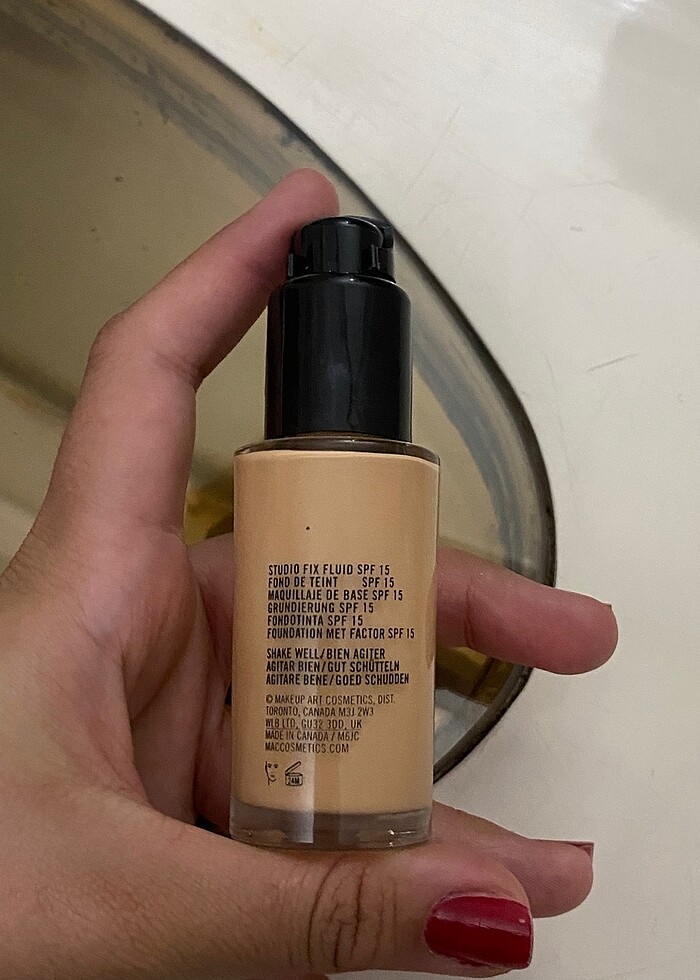 STUDIO FIX FLUID SPF 15
FOND DE TEINT SPF 15
MAQUILLAJE DE BASE SPF 15
GRUNDIERUNG SPF 15
FONDOTINTA SPF 15
FOUNDATION MET FACTOR SPF 15
SHAKE WELL/BIEN AGITER
AGITAR BIEN/GUT SCHÜTTELN
AGITARE BENE/GOED SCHUDDEN
© MAKEUP ART COSMETICS, DIST.
TORONTO, CANADA M3J 2W3
WLB LTD, GU32 3DD, UK
MADE IN CANADA / M6JC
MACCOSMETICS.COM
24M